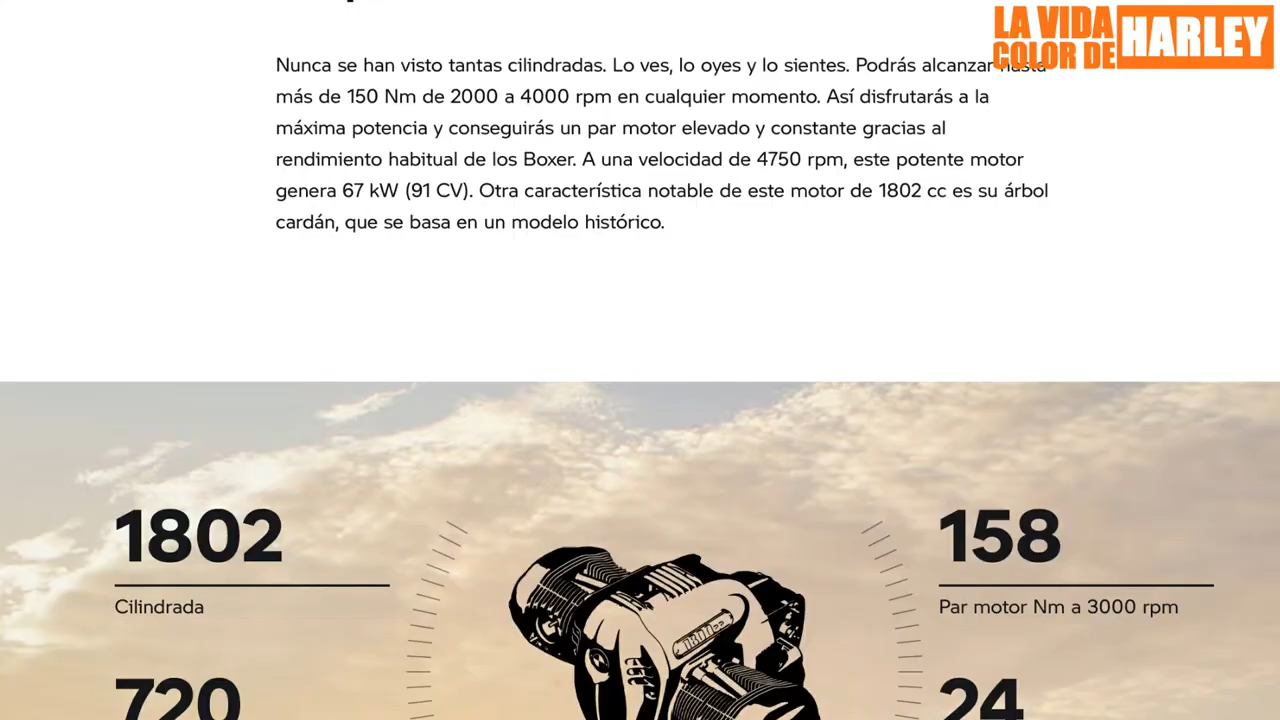 LA VIDA
COLOR DE
HARLEY
Nunca se han visto tantas cilindradas. Lo ves, lo oyes y lo sientes. Podrás alcanzar hasta
más de 150 Nm de 2000 a 4000 rpm en cualquier momento. Así disfrutarás a la
máxima potencia y conseguirás un par motor elevado y constante gracias al
rendimiento habitual de los Boxer. A una velocidad de 4750 rpm, este potente motor
genera 67 kW (91 CV). Otra característica notable de este motor de 1802 cc es su árbol
cardán, que se basa en un modelo histórico.
1802
Cilindrada
158
Par motor Nm a 3000 rpm
720
24